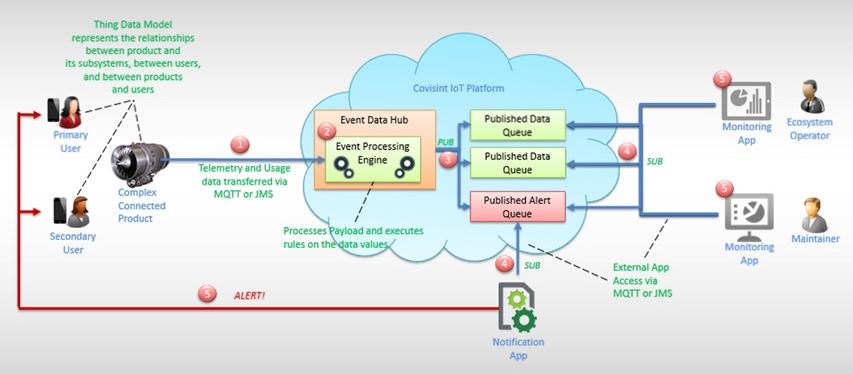 Thing Data Model
represents the relationships
between product and
its subsystems, between users,
and between products
and users
Primary
User
Secondary
User
Complex
Connected
Product
1
Telemetry and Usage
data transferred via
MQTT or JMS
Covisint IoT Platform
Event Data Hub
2
Event Processing
Engine
Processes Payload and executes
rules on the data values.
PUB
3
Published Data
Queue
Published Data
Queue
Published Alert
Queue
4
SUB
4
SUB
5
Monitoring
App
Ecosystem
Operator
5
Monitoring
App
Maintainer
External App
Access via
MQTT or JMS
5
ALERT!
Notification
App